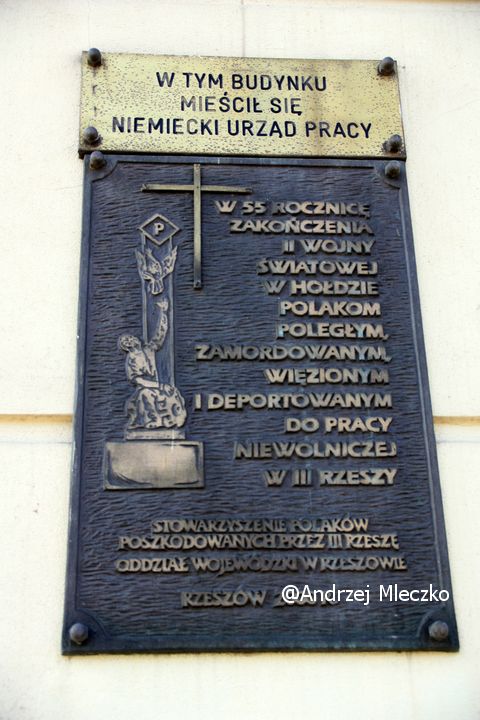 W TYM BUDYNKU
MIEŚCIŁ SIĘ
NIEMIECKI URZĄD PRACY
P
W 55 ROCZNICĘ
ZAKOŃCZENIA
II WOJNY
ŚWIATOWEJ
W HOŁDZIE
POLAKOM
POLEGŁYM,
ZAMORDOWANYM,
WIĘZIONYM
I DEPORTOWANYM
DO PRACY
NIEWOLNICZEJ
W III RZESZY
STOWARZYSZENIE POLAKÓW
POSZKODOWANYCH PRZEZ III RZESZĘ
ODDZIAŁ WOJEWÓDZKI W RZESZOWIE
RZESZÓW
@Andrzej Mleczko